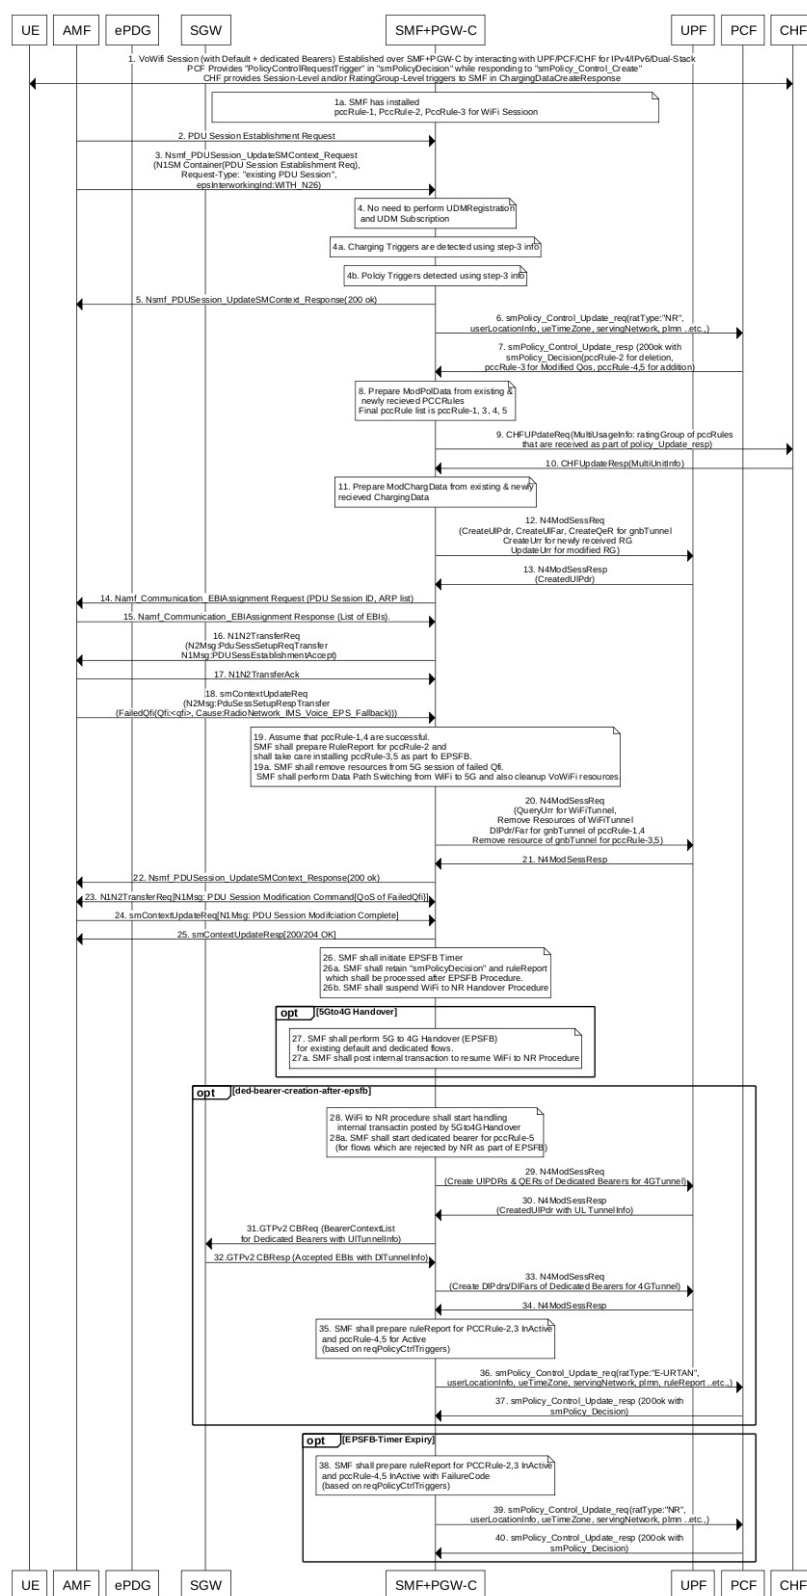 UE AMF ePDG SGW SMF+PGW-C UPF PCF CHF
1. VoWifi Session (with Default + dedicated Bearers) Established over SMF+PGW-C by interacting with UPF/PCF/CHF for IPv4/IPv6/Dual-Stack
PCF Provides "PolicyControlRequestTrigger" in "smPolicyDecision" while responding to "smPolicy_Control_Create"
CHF provides Session-Level and/or RatingGroup-Level triggers to SMF in ChargingDataCreateResponse
1a. SMF has installed
pccRule-1, PccRule-2, PccRule-3 for WiFi Sessioon
2. PDU Session Establishment Request
3. Nsmf_PDUSession_UpdateSMContext_Request
(N1SM Container(PDU Session Establishment Req),
Request-Type: "existing PDU Session",
epsInterworkingInd:WITH_N26)
4. No need to perform UDMRegistration
and UDM Subscription
4a. Charging Triggers are detected using step-3 info
4b. Polciy Triggers detected using step-3 info
5. Nsmf_PDUSession_UpdateSMContext_Response(200 ok)
6. smPolicy_Control_Update_req(ratType:"NR",
userLocationInfo, ueTimeZone, servingNetwork, plmn ..etc.,)
7. smPolicy_Control_Update_resp (200ok with
smPolicy_Decision(pccRule-2 for deletion,
pccRule-3 for Modified Qos, pccRule-4,5 for addition)
8. Prepare ModPolData from existing &
newly recieved PCCRules
Final pccRule list is pccRule-1, 3, 4, 5
9. CHFUPdateReq(MultiUsageInfo: ratingGroup of pccRules
that are received as part of policy_Update_resp)
10. CHFUpdateResp(MultiUnitInfo)
11. Prepare ModChargData from existing & newly
recieved ChargingData
12. N4ModSessReq
(CreateUlPdr, CreateUlFar, CreateQeR for gnbTunnel
CreateUrr for newly received RG
UpdateUrr for modified RG)
13. N4ModSessResp
(CreatedUlPdr)
14. Namf_Communication_EBIAssignment Request (PDU Session ID, ARP list)
15. Namf_Communication_EBIAssignment Response (List of EBIs).
16. N1N2TransferReq
(N2Msg:PduSessSetupReqTransfer
N1Msg:PDUSessEstablishmentAccept)
17. N1N2TransferAck
18. smContextUpdateReq
(N2Msg:PduSessSetupRespTransfer
(FailedQfi(Qfi:<qfi>, Cause:RadioNetwork_IMS_Voice_EPS_Fallback)))
19. Assume that pccRule-1,4 are successful.
SMF shall prepare RuleReport for pccRule-2 and
shall take care installing pccRule-3,5 as part fo EPSFB.
19a. SMF shall remove resources from 5G session of failed Qfi.
SMF shall perform Data Path Switching from WiFi to 5G and also cleanup VoWiFi resources.
20. N4ModSessReq
(QueryUrr for WiFiTunnel,
Remove Resources of WiFiTunnel
DlPdr/Far for gnbTunnel of pccRule-1,4
Remove resource of gnbTunnel for pccRule-3,5)
21. N4ModSessResp
22. Nsmf_PDUSession_UpdateSMContext_Response(200 ok)
23. N1N2TransferReq[N1Msg: PDU Session Modification Command{QoS of FailedQfi}]
24. smContextUpdateReq[N1Msg: PDU Session Modifciation Complete]
25. smContextUpdateResp[200/204 OK]
26. SMF shall initiate EPSFB Timer
26a. SMF shall retain "smPolicyDecision" and ruleReport
which shall be processed after EPSFB Procedure.
26b. SMF shall suspend WiFi to NR Handover Procedure
opt [5Gto4G Handover]
27. SMF shall perform 5G to 4G Handover (EPSFB)
for existing default and dedicated flows.
27a. SMF shall post internal transaction to resume WiFi to NR Procedure
opt [ded-bearer-creation-after-epsfb]
28. WiFi to NR procedure shall start handling
internal transactin posted by 5Gto4GHandover
28a. SMF shall start dedicated bearer for pccRule-5
(for flows which are rejected by NR as part of EPSFB)
29. N4ModSessReq
(Create UlPDRs & QERs of Dedicated Bearers for 4GTunnel)
30. N4ModSessResp
(CreatedUlPdr with UL TunnelInfo)
31.GTPv2 CBReq (BearerContextList
for Dedicated Bearers with UlTunnelInfo)
32.GTPv2 CBResp (Accepted EBIs with DlTunnelInfo)
33. N4ModSessReq
(Create DlPdrs/DlFars of Dedicated Bearers for 4GTunnel)
34. N4ModSessResp
35. SMF shall prepare ruleReport for PCCRule-2,3 InActive
and pccRule-4,5 for Active
(based on reqPolicyCtrlTriggers)
36. smPolicy_Control_Update_req(ratType:"E-URTAN",
userLocationInfo, ueTimeZone, servingNetwork, plmn, ruleReport ..etc.,)
37. smPolicy_Control_Update_resp (200ok with
smPolicy_Decision)
opt [EPSFB-Timer Expiry]
38. SMF shall prepare ruleReport for PCCRule-2,3 InActive
and pccRule-4,5 InActive with FailureCode
(based on reqPolicyCtrlTriggers)
39. smPolicy_Control_Update_req(ratType:"NR",
userLocationInfo, ueTimeZone, servingNetwork, plmn ..etc.,)
40. smPolicy_Control_Update_resp (200ok with
smPolicy_Decision)
UE AMF ePDG SGW SMF+PGW-C UPF PCF CHF